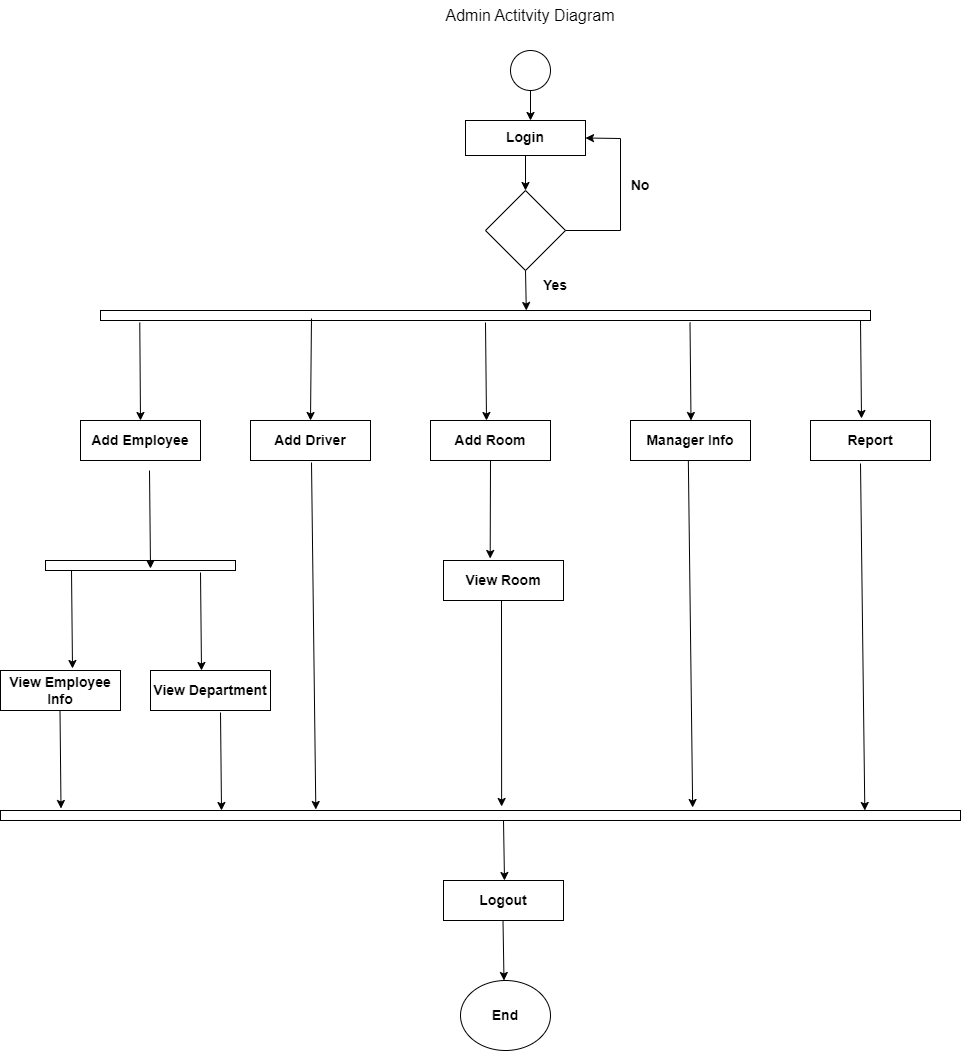 Admin Actitvity Diagram
Login
No
Yes
Add Employee
Add Driver
Add Room
Manager Info
Report
View Room
View Employee
Info
View Department
Logout
End